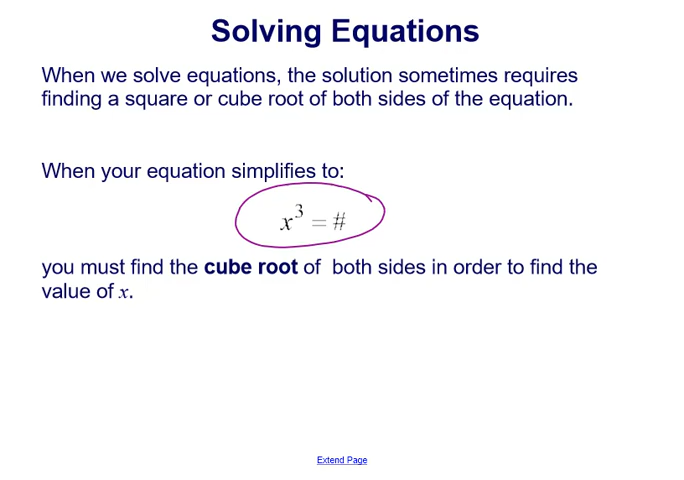 Solving Equations
When we solve equations, the solution sometimes requires
finding a square or cube root of both sides of the equation.
When your equation simplifies to:
x³ = #
you must find the cube root of both sides in order to find the
value of x.
Extend Page